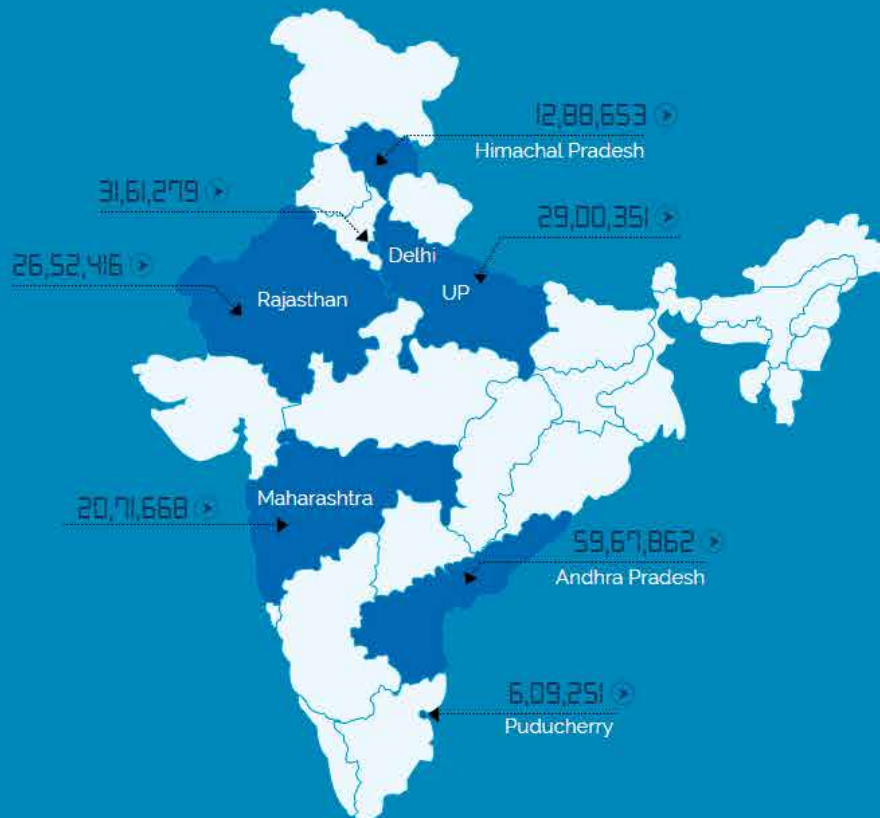 12,88,653
Himachal Pradesh
31,61,279
29,00,351
Delhi
26,52,416
Rajasthan
UP
Maharashtra
20,71,668
59,67,862
Andhra Pradesh
6,09,251
Puducherry